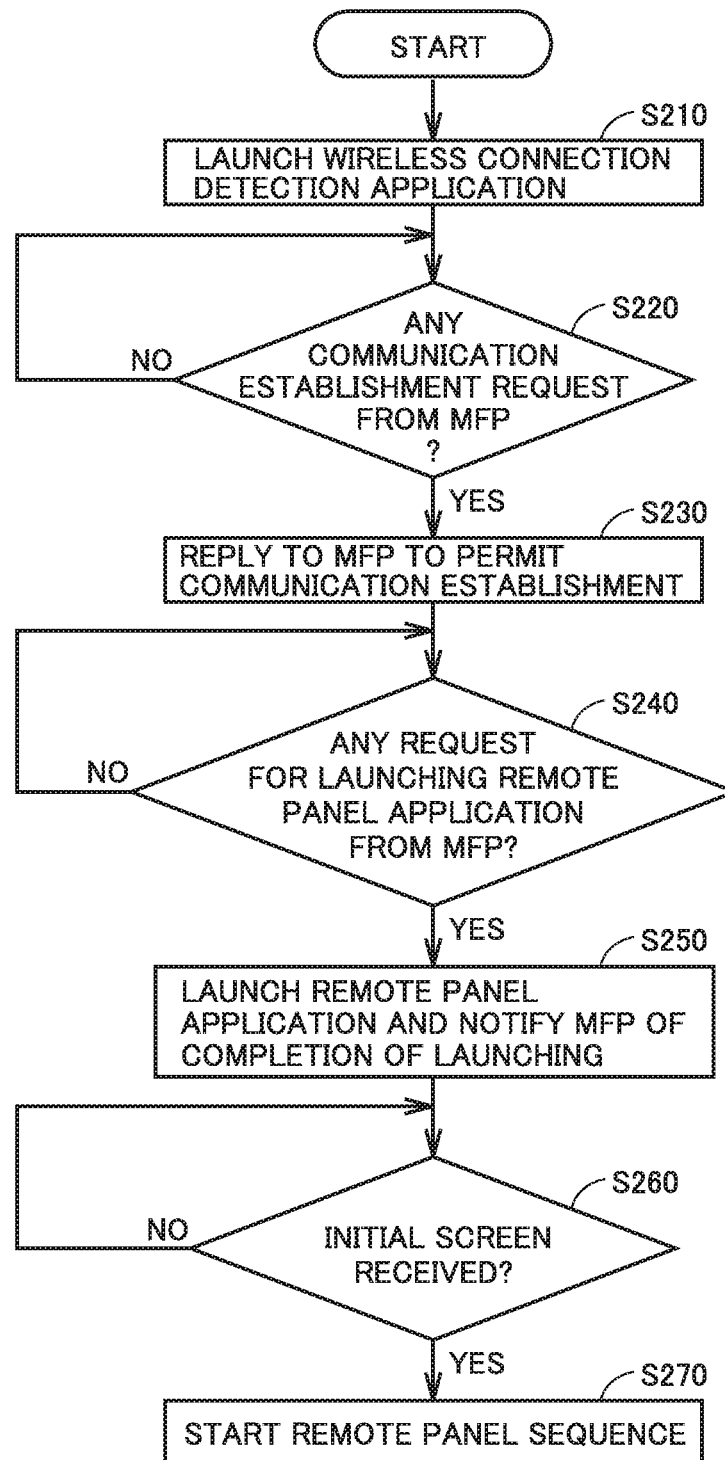 START
S210
LAUNCH WIRELESS CONNECTION
DETECTION APPLICATION
S220
ANY
COMMUNICATION
ESTABLISHMENT REQUEST
FROM MFP
?
NO
YES
S230
REPLY TO MFP TO PERMIT
COMMUNICATION ESTABLISHMENT
S240
ANY REQUEST
FOR LAUNCHING REMOTE
PANEL APPLICATION
FROM MFP?
NO
YES
S250
LAUNCH REMOTE PANEL
APPLICATION AND NOTIFY MFP OF
COMPLETION OF LAUNCHING
S260
INITIAL SCREEN
RECEIVED?
NO
YES
S270
START REMOTE PANEL SEQUENCE